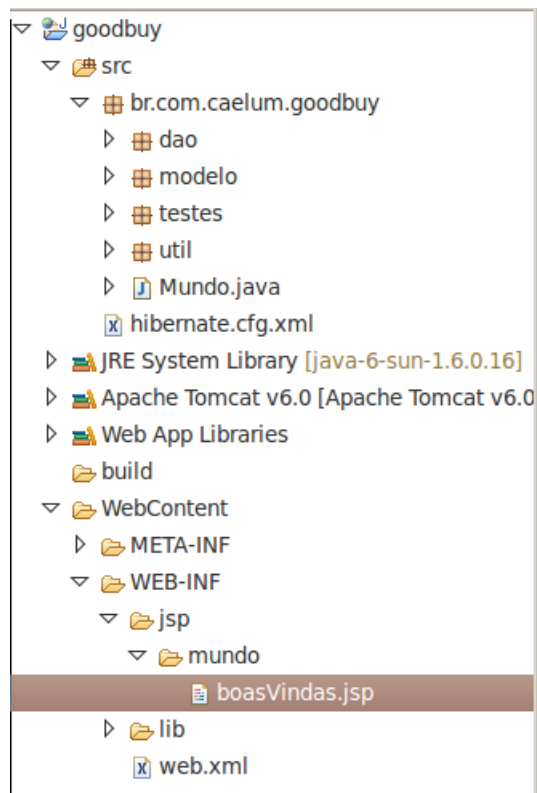 goodbuy
src
br.com.caelum.goodbuy
dao
modelo
testes
util
Mundo.java
hibernate.cfg.xml
JRE System Library [java-6-sun-1.6.0.16]
Apache Tomcat v6.0 [Apache Tomcat v6.0
Web App Libraries
build
WebContent
META-INF
WEB-INF
jsp
mundo
boasVindas.jsp
lib
web.xml